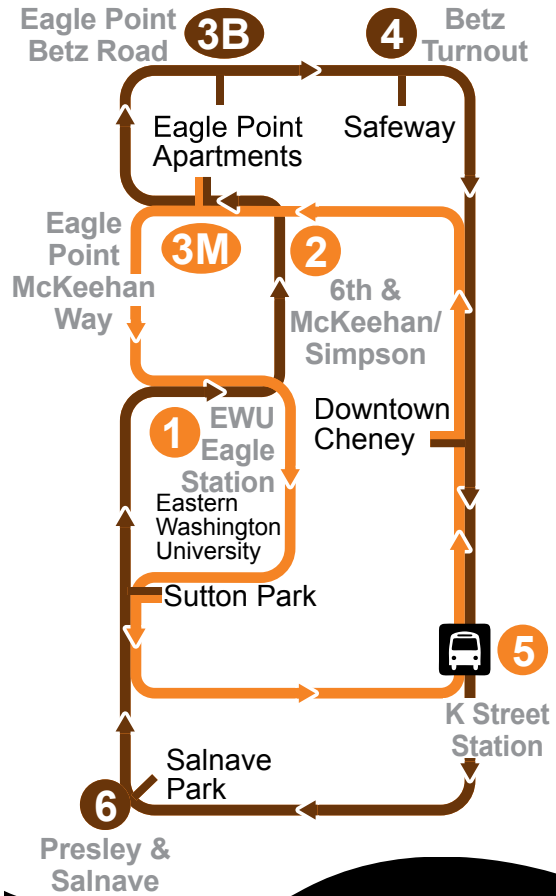 Eagle Point
Betz Road
3B
4
Betz
Turnout
Eagle Point
Apartments
Safeway
Eagle
Point
McKeehan
Way
3M
2
6th &
McKeehan/
Simpson
1
EWU
Eagle
Station
Downtown
Cheney
Eastern
Washington
University
Sutton Park
5
K Street
Station
Salnave
Park
6
Presley &
Salnave